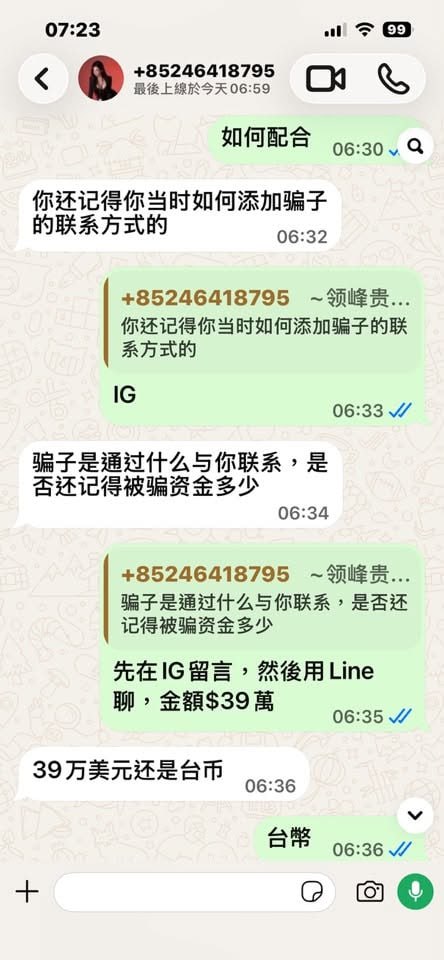 07:23
99
+85246418795
最後上線於今天06:59
如何配合
06:30
你还记得你当时如何添加骗子
的联系方式的
06:32
+85246418795 ~领峰贵...
你还记得你当时如何添加骗子的联
系方式的
IG
06:33
骗子是通过什么与你联系，是
否还记得被骗资金多少
06:34
+85246418795 ~领峰贵...
骗子是通过什么与你联系，是否还
记得被骗资金多少
先在IG留言，然後用Line
聊，金額$39萬
06:35
39万美元还是台币
06:36
台幣
06:36